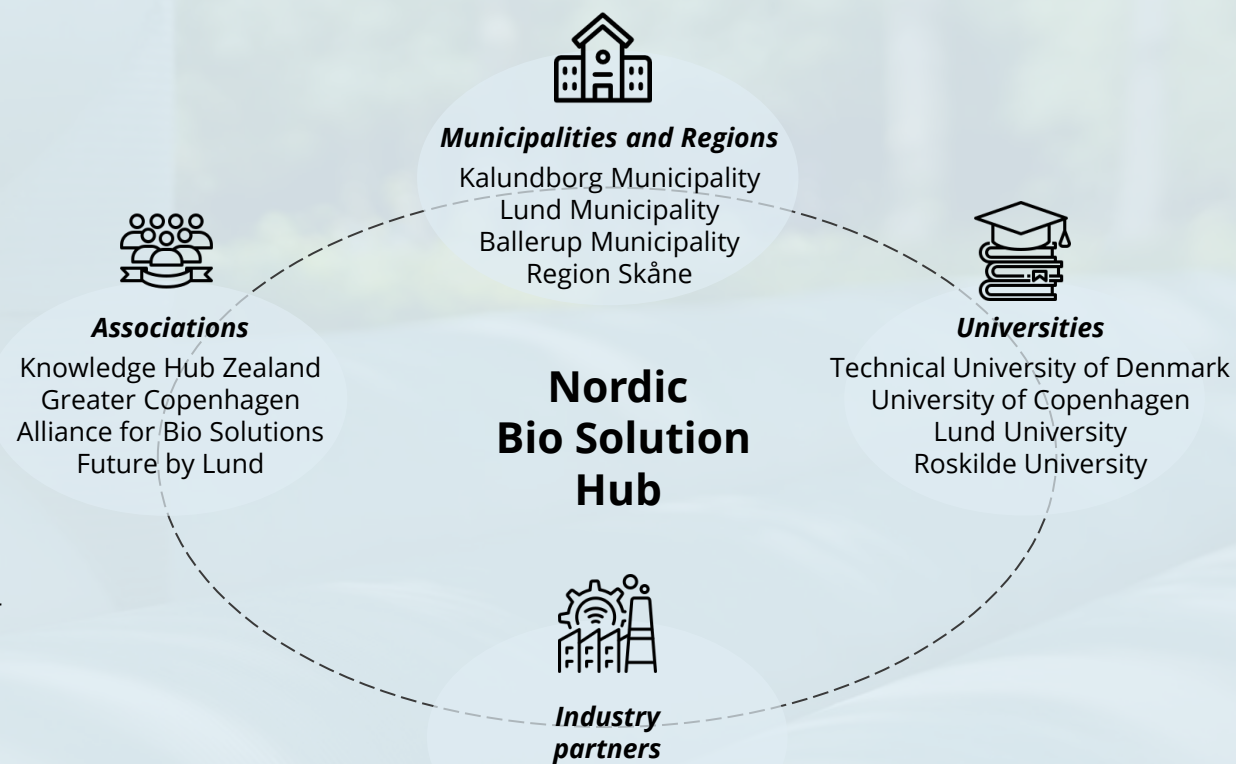 Municipalities and Regions
Kalundborg Municipality
Lund Municipality
Ballerup Municipality
Region Skåne
Associations
Knowledge Hub Zealand
Greater Copenhagen
Alliance for Bio Solutions
Future by Lund
Nordic
Bio Solution
Hub
Universities
Technical University of Denmark
University of Copenhagen
Lund University
Roskilde University
Industry
partners